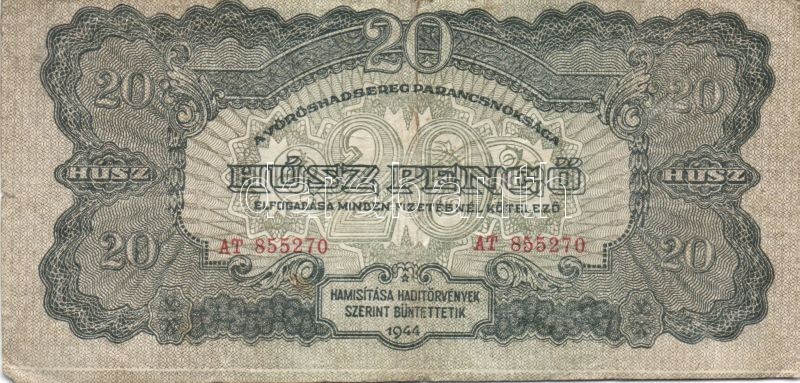 20
20 20
A VÖRÖSHADSEREG PARANCSNOKSÁGA
20
HÚSZ HÚSZ PENGŐ HÚSZ
ELFOGADÁSA MINDEN FIZETÉSNÉL KÖTELEZŐ
AT 855270 AT 855270
20 20
HAMISÍTÁSA HADITÖRVÉNYEK
SZERINT BÜNTETTETIK
1944